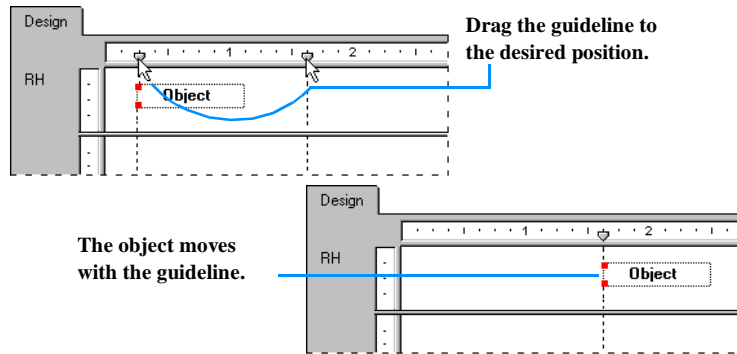 Design
Drag the guideline to
the desired position.
1 2
RH
Object
Design
1 2
The object moves
with the guideline.
RH
Object